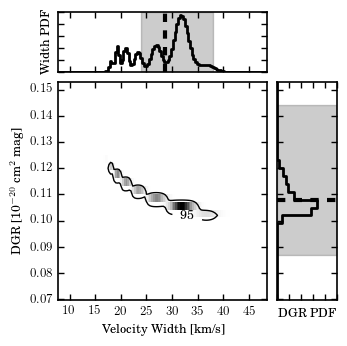 Width PDF
0.15
0.14
0.13
0.12
0.11
0.10
0.09
0.08
0.07
DGR [10⁻²⁰ cm² mag]
95
10 15 20 25 30 35 40 45
Velocity Width [km/s]
DGR PDF